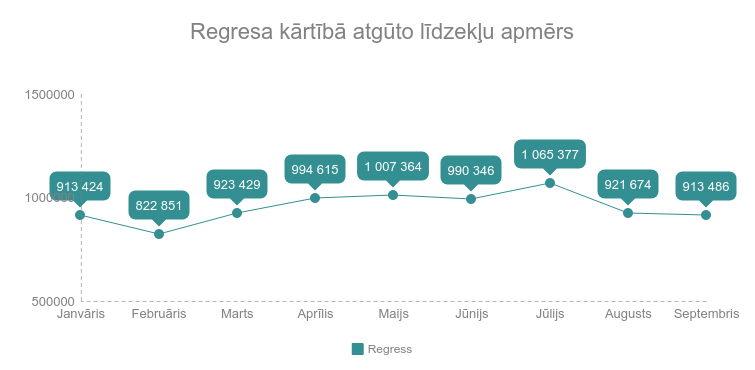 Regresa kārtībā atgūto līdzekļu apmērs
1500000
1000000
500000
913 424
822 851
923 429
994 615
1 007 364
990 346
1 065 377
921 674
913 486
Janvāris Februāris Marts Aprīlis Maijs Jūnijs Jūlijs Augusts Septembris
Regress